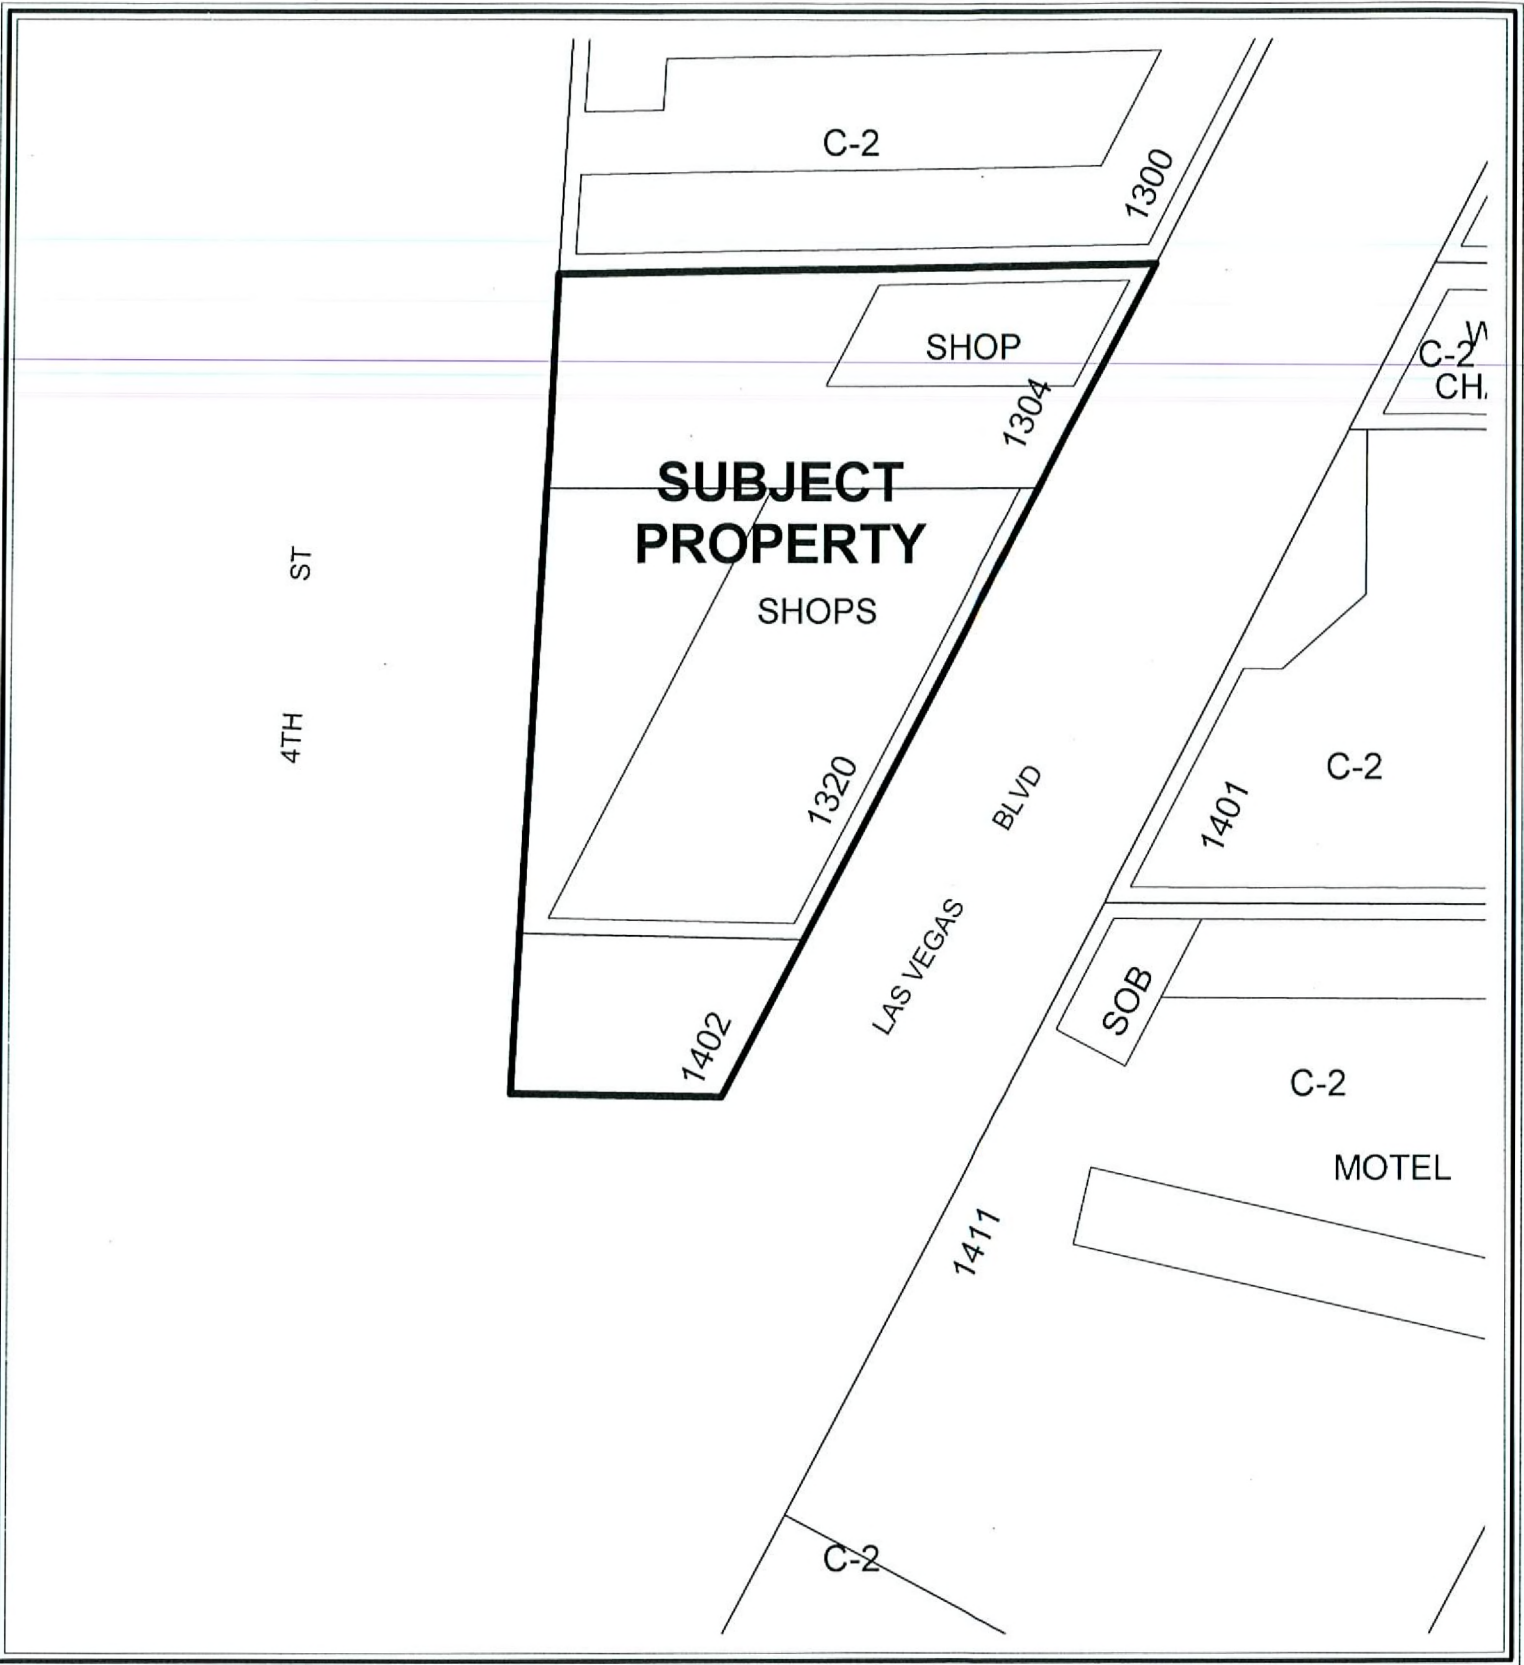 C-2
1300
SHOP
1304
C-2
W
CH
SUBJECT
PROPERTY
SHOPS
4TH ST
1320
LAS VEGAS BLVD
1401
C-2
1402
SOB
C-2
MOTEL
1411
C-2